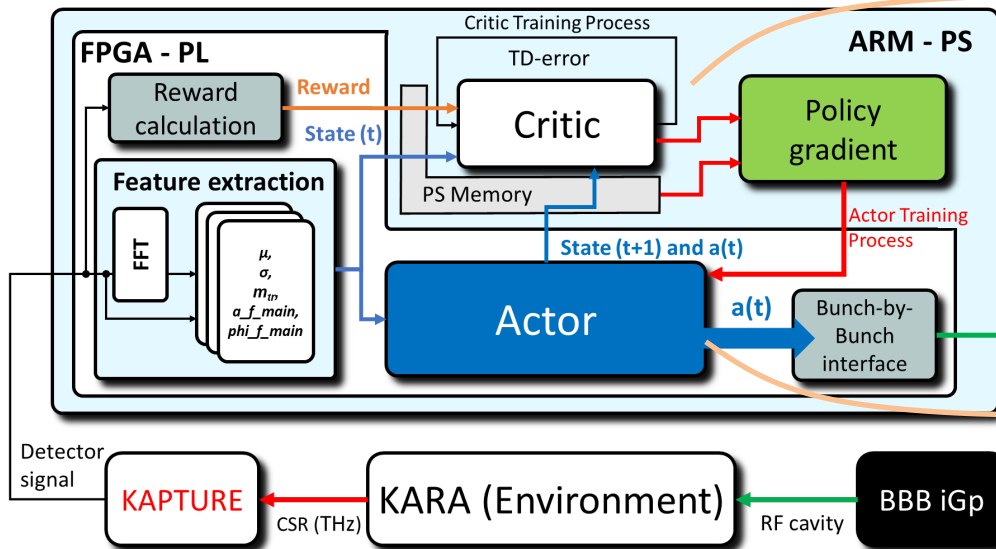 Critic Training Process
FPGA - PL
TD-error
ARM - PS
Reward
calculation
Reward
Critic
Policy
gradient
State (t)
Feature extraction
PS Memory
FFT
μ,
σ,
m_tr,
a_f_main,
phi_f_main
State (t+1) and a(t)
Actor Training
Process
Actor
a(t)
Bunch-by-
Bunch
interface
Detector
signal
KAPTURE
CSR (THz)
KARA (Environment)
RF cavity
BBB iGp